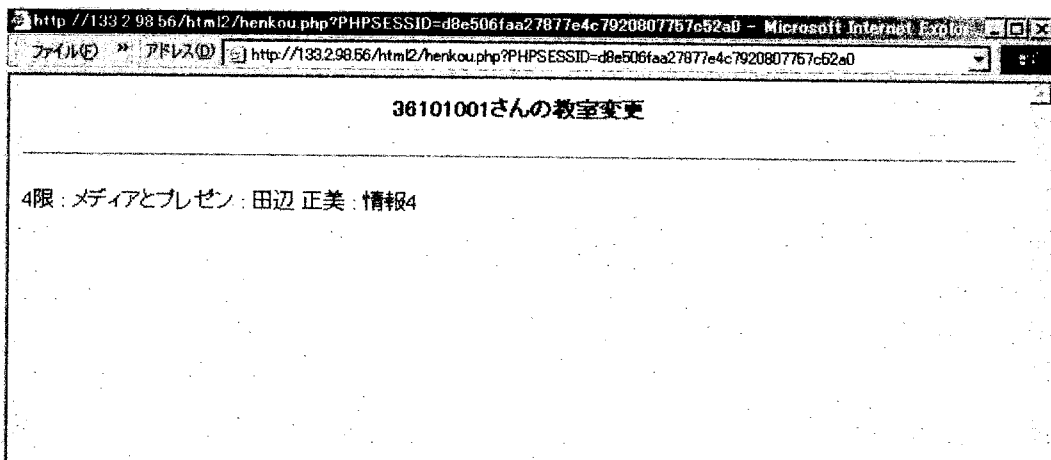 http://133.2.98.56/html2/henkou.php?PHPSESSID=d8e506faa27877e4c7920807757c52a0 - Microsoft Internet Explor
ファイル(F) » アドレス(D) http://133.2.98.56/html2/henkou.php?PHPSESSID=d8e506faa27877e4c7920807757c52a0
36101001さんの教室変更
4限 : メディアとプレゼン : 田辺 正美 : 情報4